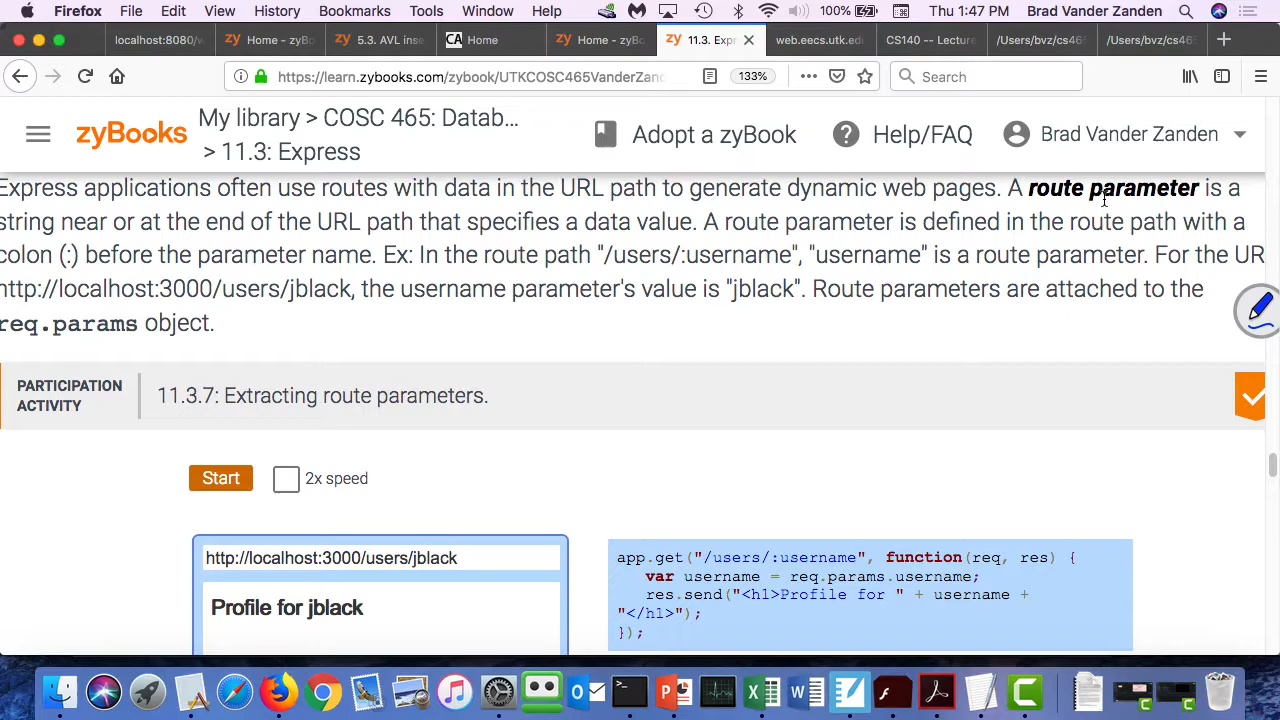 Firefox File Edit View History Bookmarks Tools Window Help 100% Thu 1:47 PM Brad Vander Zanden
localhost:8080/ Home - zyBo 5.3. AVL inse CA Home Home - zyBo 11.3. Expr web.eecs.utk.edu CS140 -- Lecture /Users/bvz/cs46 /Users/bvz/cs46
https://learn.zybooks.com/zybook/UTKCOSC465VanderZan 133% Search
zyBooks My library > COSC 465: Datab... > 11.3: Express Adopt a zyBook Help/FAQ Brad Vander Zanden
Express applications often use routes with data in the URL path to generate dynamic web pages. A route parameter is a
string near or at the end of the URL path that specifies a data value. A route parameter is defined in the route path with a
colon (:) before the parameter name. Ex: In the route path "/users/:username", "username" is a route parameter. For the UR
http://localhost:3000/users/jblack, the username parameter's value is "jblack". Route parameters are attached to the
req.params object.
PARTICIPATION ACTIVITY
11.3.7: Extracting route parameters.
Start 2x speed
http://localhost:3000/users/jblack
Profile for jblack
app.get("/users/:username", function(req, res) {
var username = req.params.username;
res.send("<h1>Profile for " + username +
"</h1>");
});